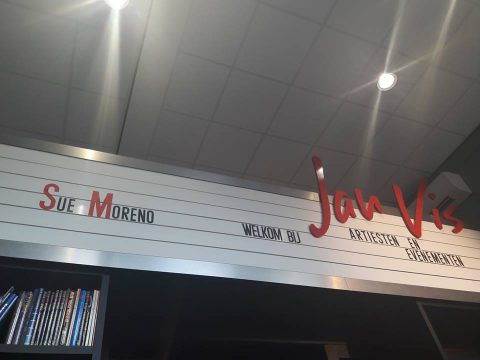 Sue Moreno
WELKOM BIJ
Jan Vis
ARTIESTEN EN
EVENEMENTEN